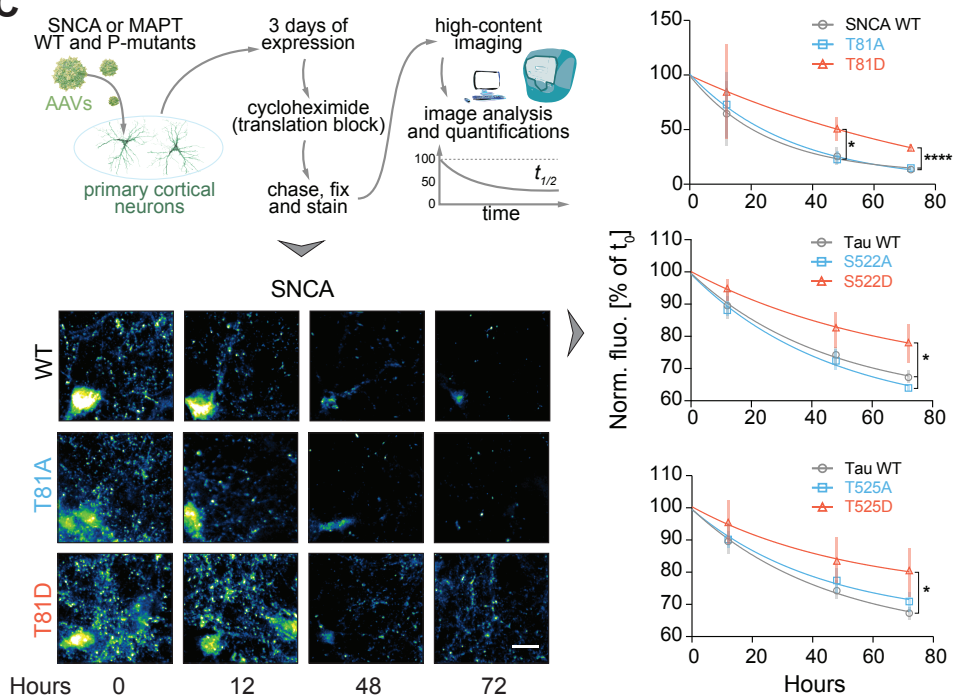 C
SNCA or MAPT
WT and P-mutants
AAVs
primary cortical
neurons
3 days of
expression
cycloheximide
(translation block)
chase, fix
and stain
high-content
imaging
image analysis
and quantifications
100
50
0
t1/2
time
SNCA
WT
T81A
T81D
Hours 0 12 48 72
Norm. fluo. [% of t0]
150
100
50
0
0 20 40 60 80
SNCA WT
T81A
T81D
*
****
110
100
90
80
70
60
0 20 40 60 80
Tau WT
S522A
S522D
*
110
100
90
80
70
60
0 20 40 60 80
Tau WT
T525A
T525D
*
Hours